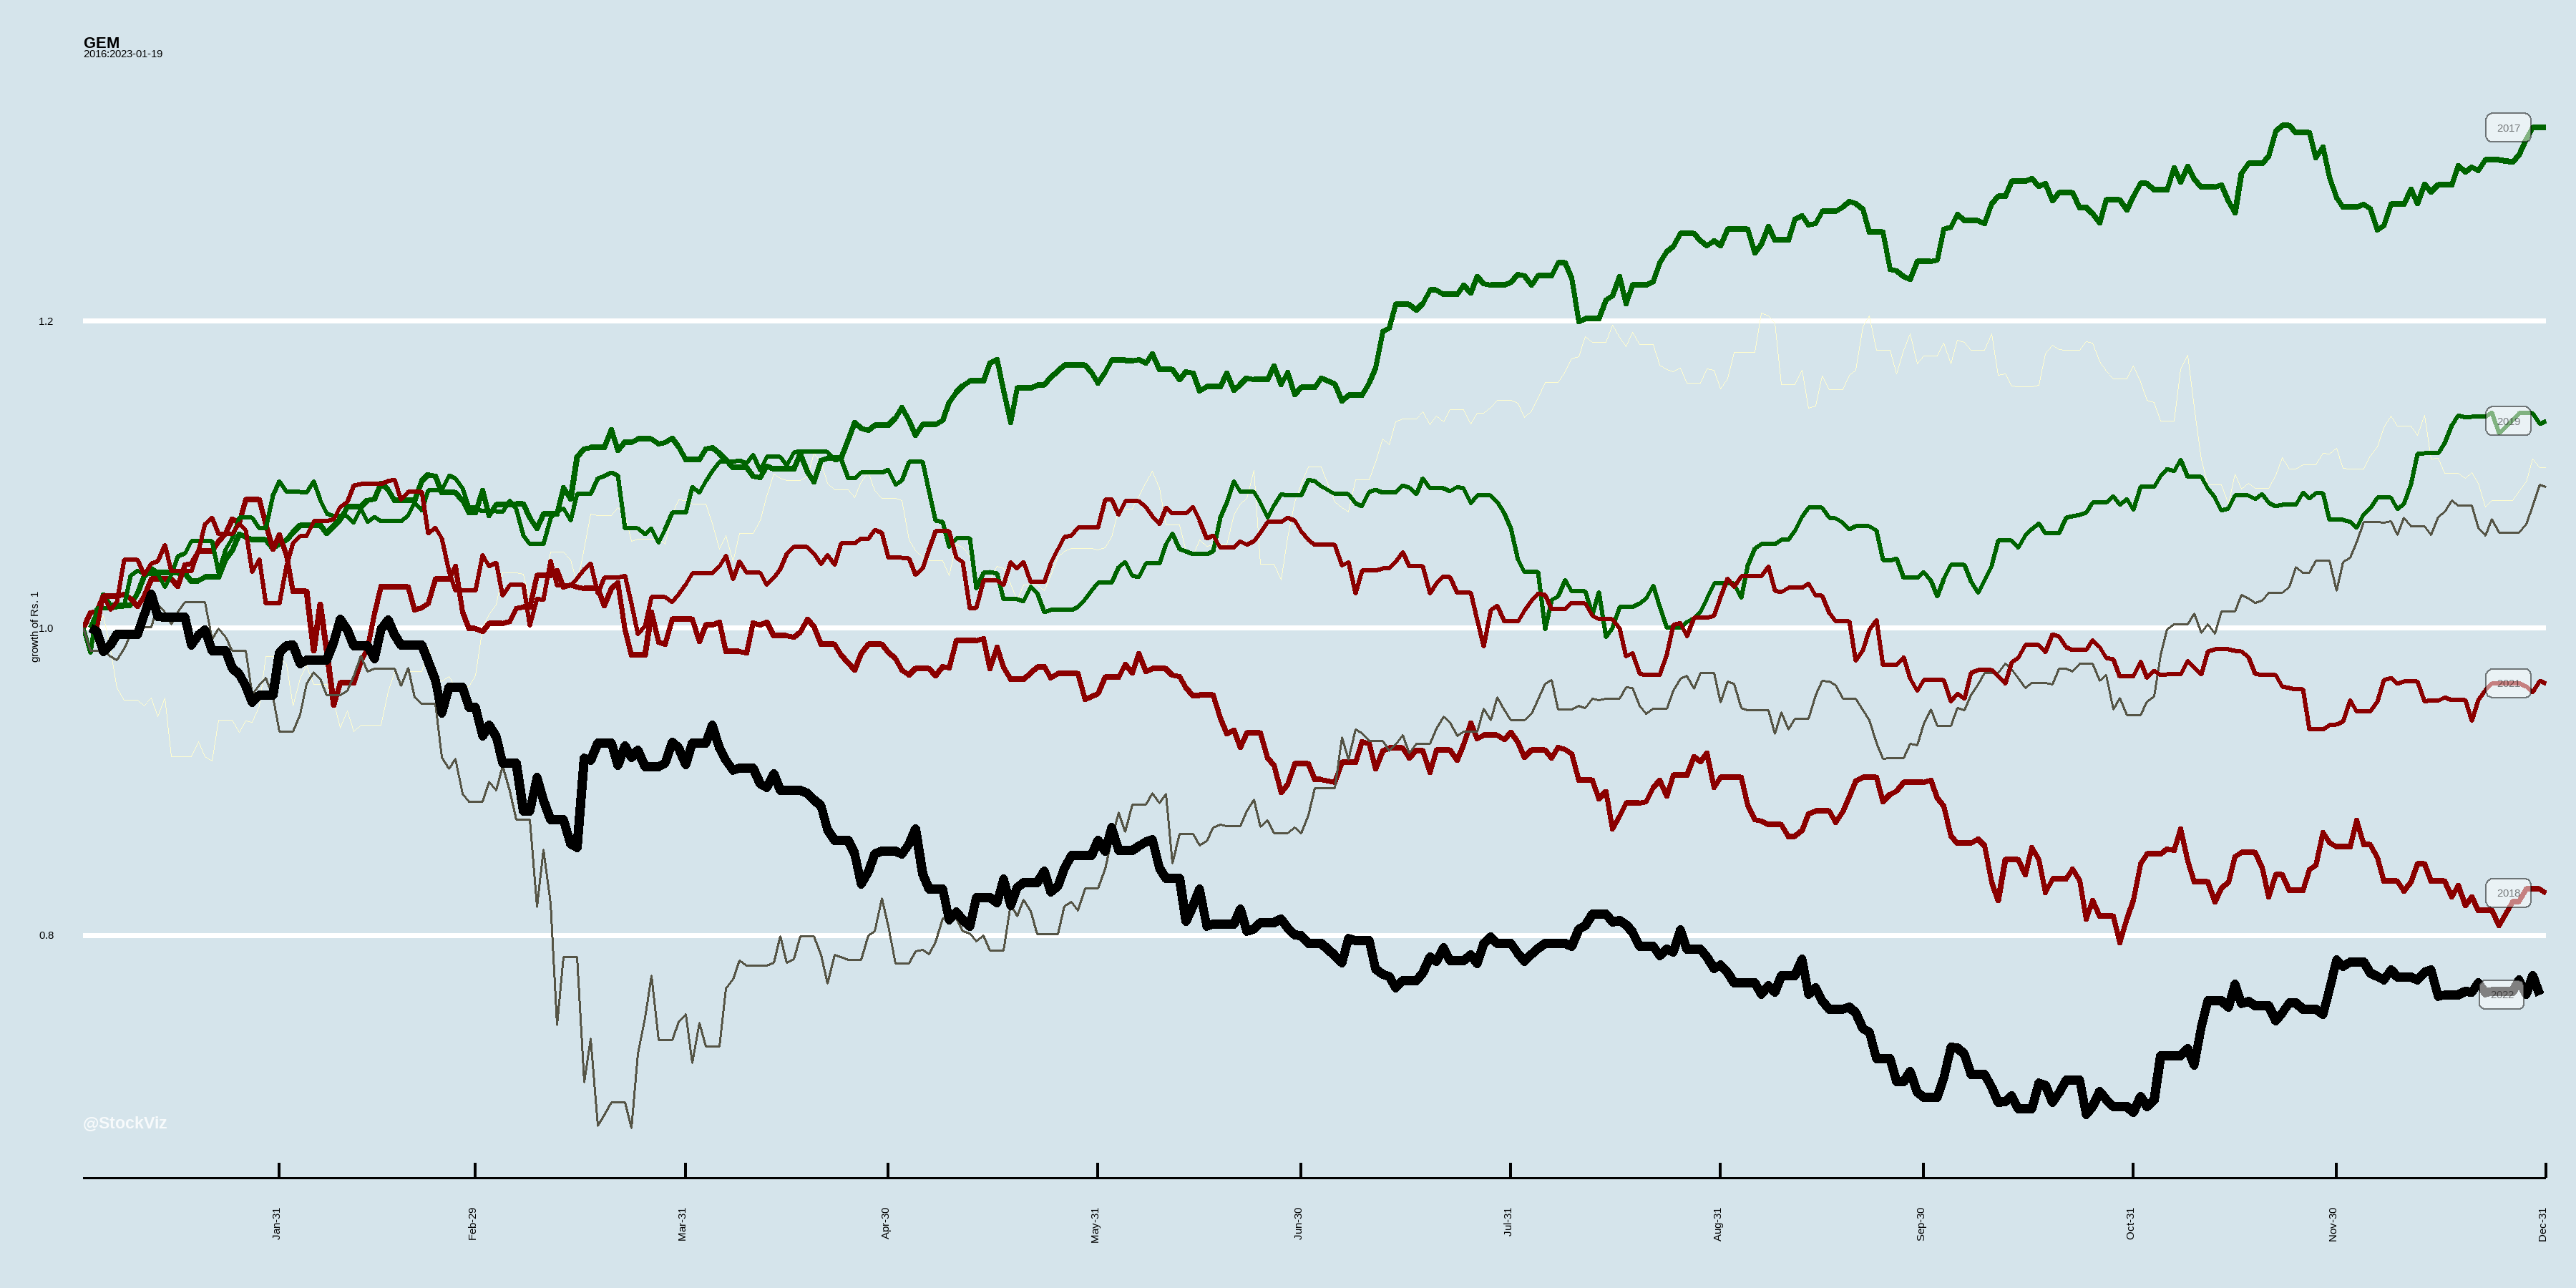 GEM
2016:2023-01-19
2017
1.2
2019
growth of Rs. 1
1.0
2021
2018
0.8
2022
@StockViz
Jan-31
Feb-29
Mar-31
Apr-30
May-31
Jun-30
Jul-31
Aug-31
Sep-30
Oct-31
Nov-30
Dec-31